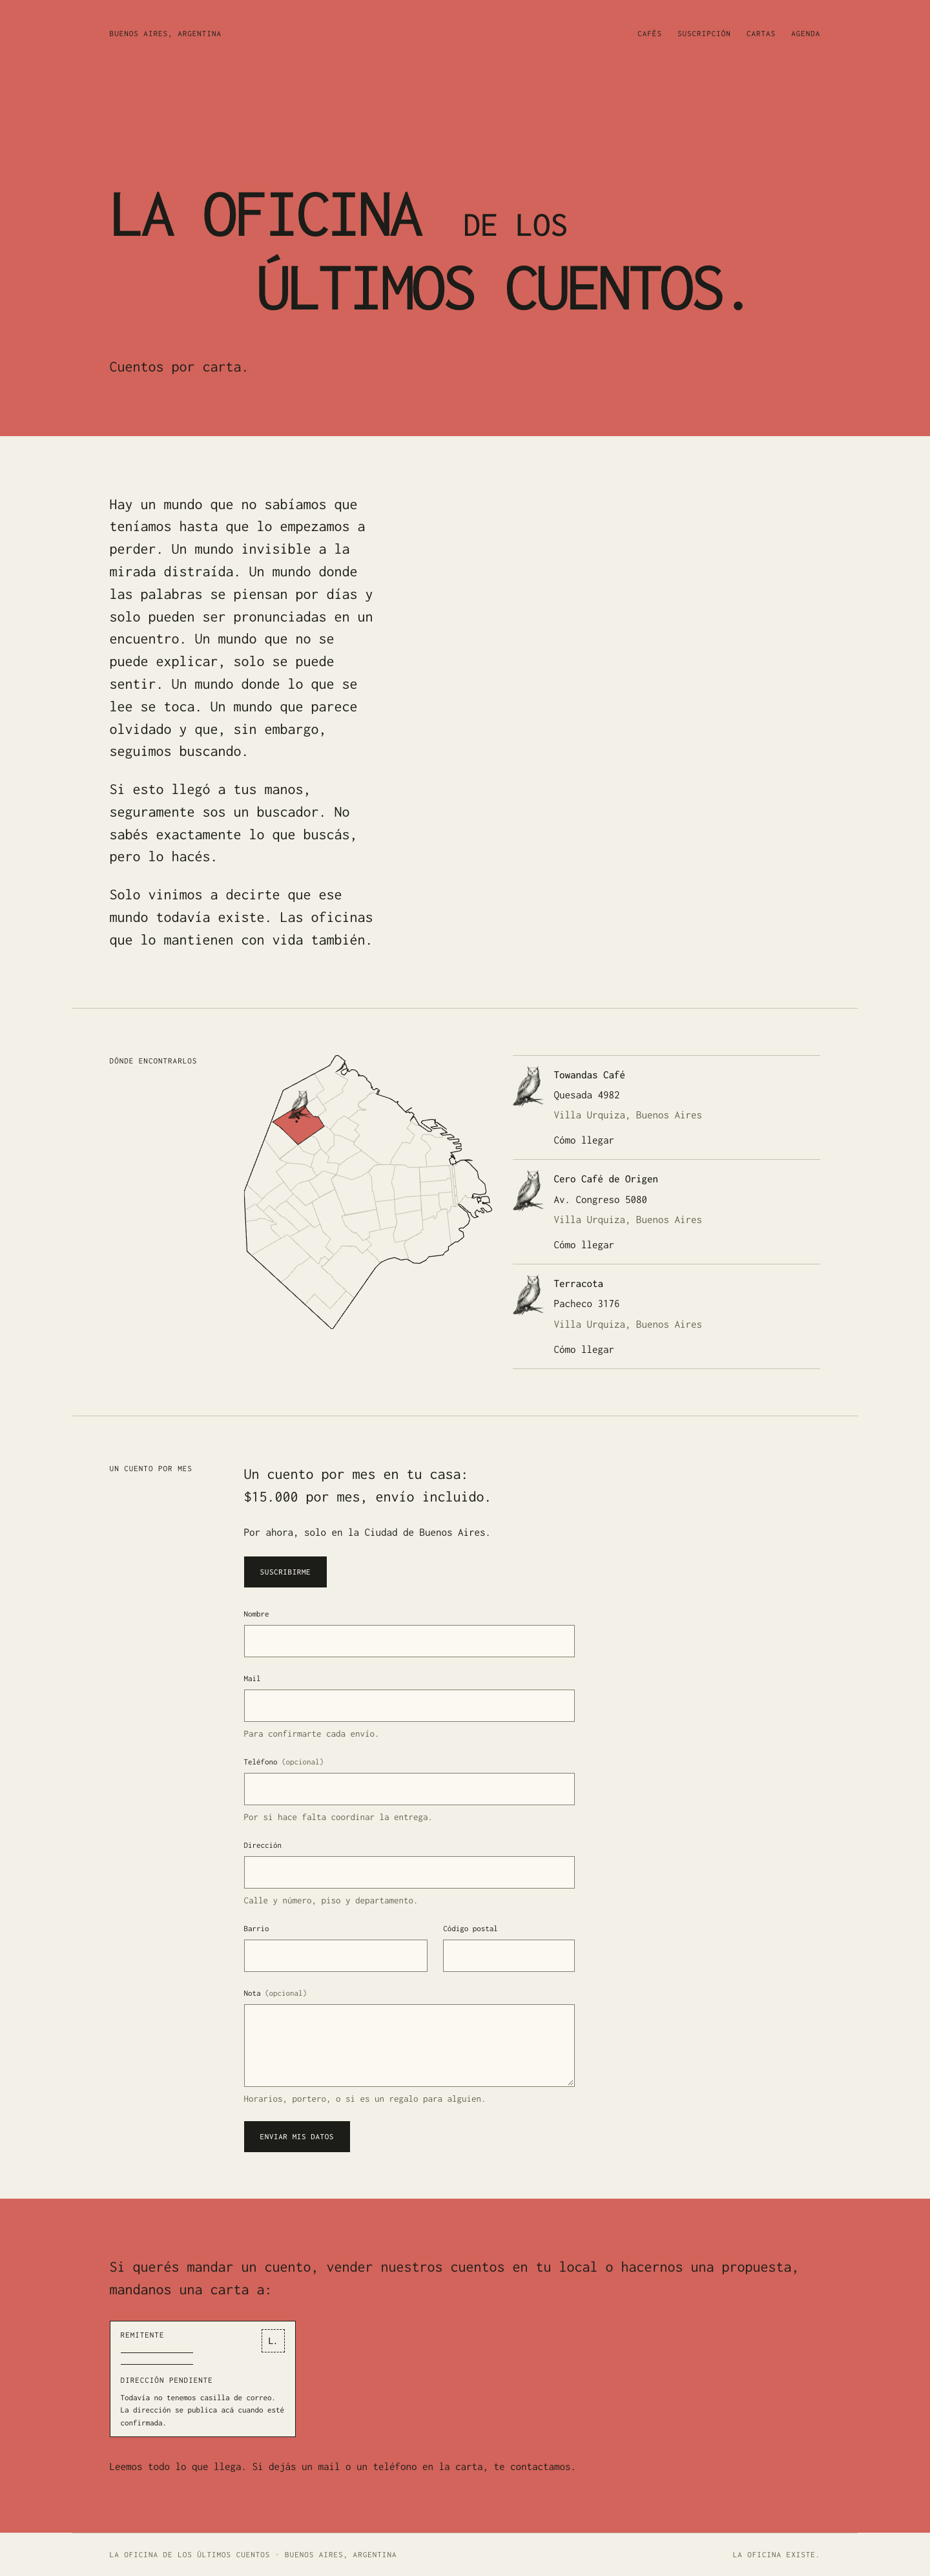 BUENOS AIRES, ARGENTINA
CAFÉS SUSCRIPCIÓN CARTAS AGENDA
LA OFICINA DE LOS
ÚLTIMOS CUENTOS.
Cuentos por carta.
Hay un mundo que no sabíamos que
teníamos hasta que lo empezamos a
perder. Un mundo invisible a la
mirada distraída. Un mundo donde
las palabras se piensan por días y
solo pueden ser pronunciadas en un
encuentro. Un mundo que no se
puede explicar, solo se puede
sentir. Un mundo donde lo que se
lee se toca. Un mundo que parece
olvidado y que, sin embargo,
seguimos buscando.
Si esto llegó a tus manos,
seguramente sos un buscador. No
sabés exactamente lo que buscás,
pero lo hacés.
Solo vinimos a decirte que ese
mundo todavía existe. Las oficinas
que lo mantienen con vida también.
DÓNDE ENCONTRARLOS
Towandas Café
Quesada 4982
Villa Urquiza, Buenos Aires
Cómo llegar
Cero Café de Origen
Av. Congreso 5080
Villa Urquiza, Buenos Aires
Cómo llegar
Terracota
Pacheco 3176
Villa Urquiza, Buenos Aires
Cómo llegar
UN CUENTO POR MES
Un cuento por mes en tu casa:
$15.000 por mes, envío incluido.
Por ahora, solo en la Ciudad de Buenos Aires.
SUSCRIBIRME
Nombre
Mail
Para confirmarte cada envío.
Teléfono (opcional)
Por si hace falta coordinar la entrega.
Dirección
Calle y número, piso y departamento.
Barrio Código postal
Nota (opcional)
Horarios, portero, o si es un regalo para alguien.
ENVIAR MIS DATOS
Si querés mandar un cuento, vender nuestros cuentos en tu local o hacernos una propuesta,
mandanos una carta a:
REMITENTE
L.
DIRECCIÓN PENDIENTE
Todavía no tenemos casilla de correo.
La dirección se publica acá cuando esté
confirmada.
Leemos todo lo que llega. Si dejás un mail o un teléfono en la carta, te contactamos.
LA OFICINA DE LOS ÚLTIMOS CUENTOS · BUENOS AIRES, ARGENTINA
LA OFICINA EXISTE.